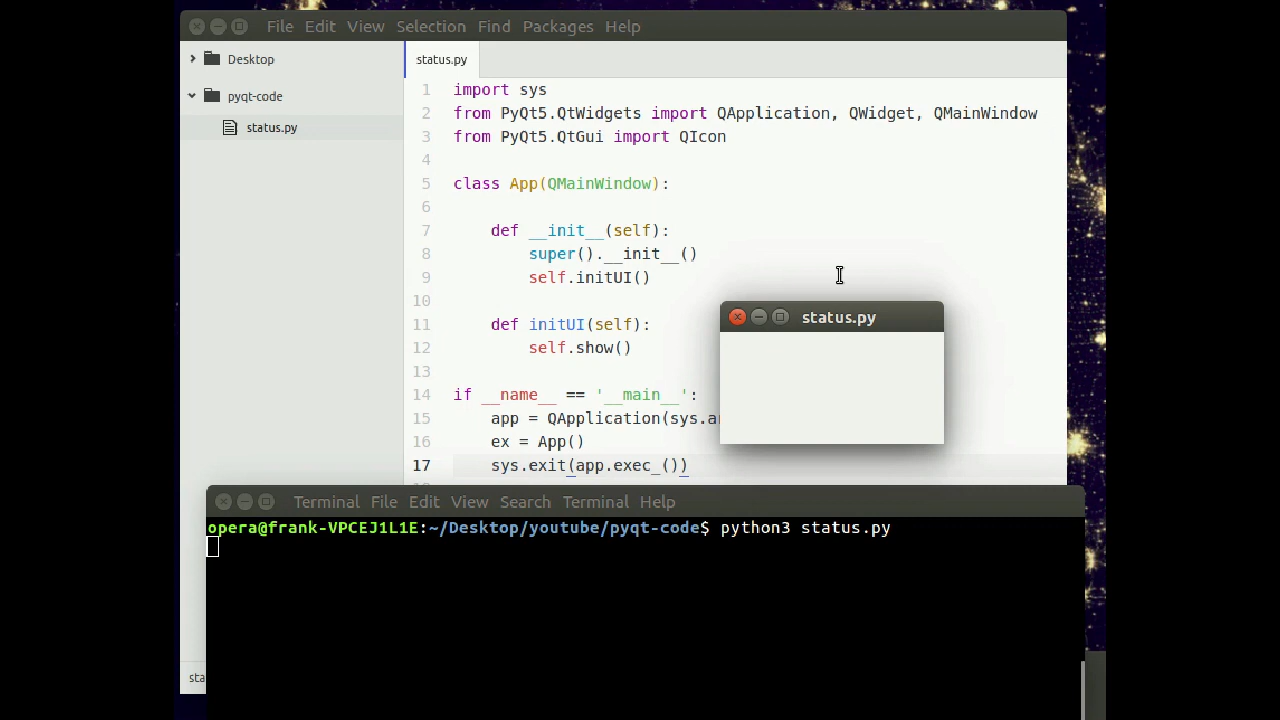 File Edit View Selection Find Packages Help
Desktop
pyqt-code
status.py
status.py
1 import sys
2 from PyQt5.QtWidgets import QApplication, QWidget, QMainWindow
3 from PyQt5.QtGui import QIcon
4
5 class App(QMainWindow):
6
7 def __init__(self):
8 super().__init__()
9 self.initUI()
10
11 def initUI(self):
12 self.show()
13
14 if __name__ == '__main__':
15 app = QApplication(sys.ar
16 ex = App()
17 sys.exit(app.exec_())
status.py
sta
Terminal File Edit View Search Terminal Help
opera@frank-VPCEJ1L1E:~/Desktop/youtube/pyqt-code$ python3 status.py